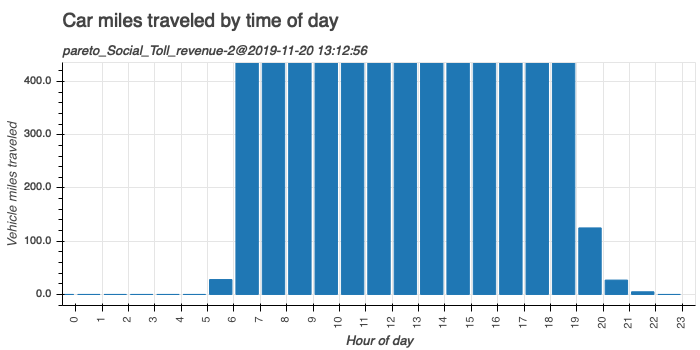 Car miles traveled by time of day
pareto_Social_Toll_revenue-2@2019-11-20 13:12:56
Vehicle miles traveled
400.0
300.0
200.0
100.0
0.0
0 1 2 3 4 5 6 7 8 9 10 11 12 13 14 15 16 17 18 19 20 21 22 23
Hour of day